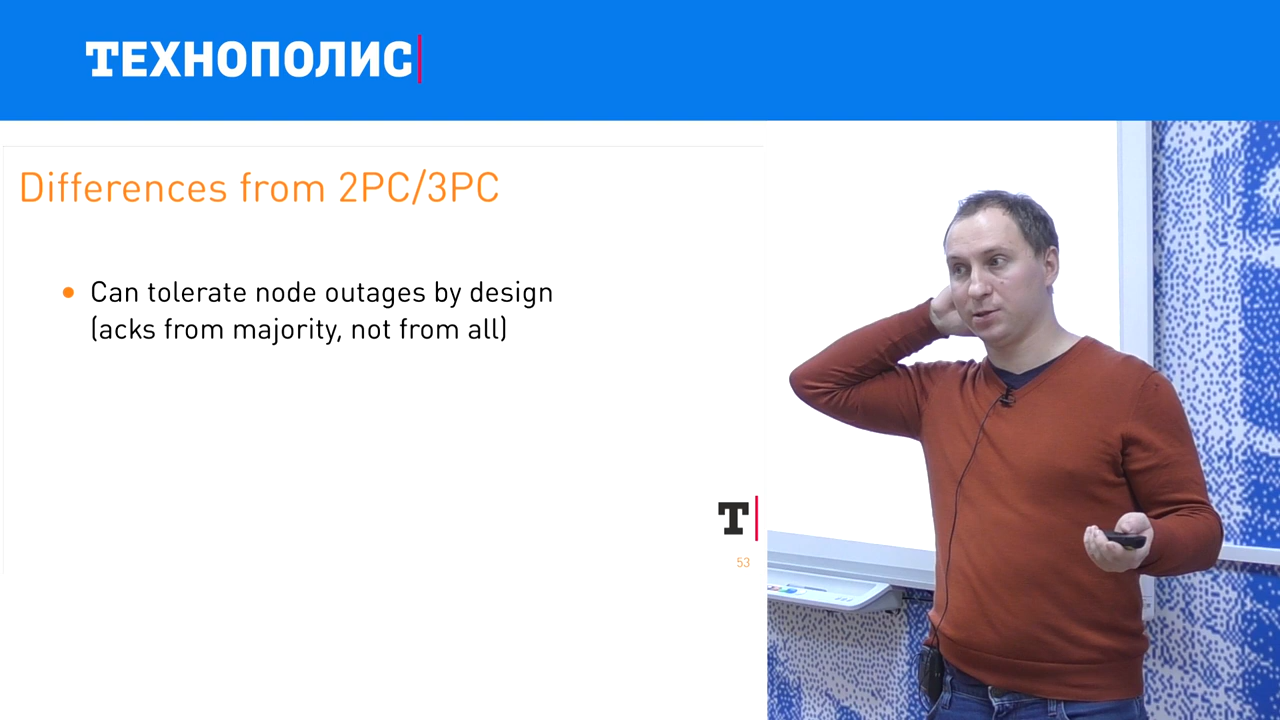 ТЕХНОПОЛИС
Differences from 2PC/3PC
Can tolerate node outages by design
(acks from majority, not from all)
Т
53